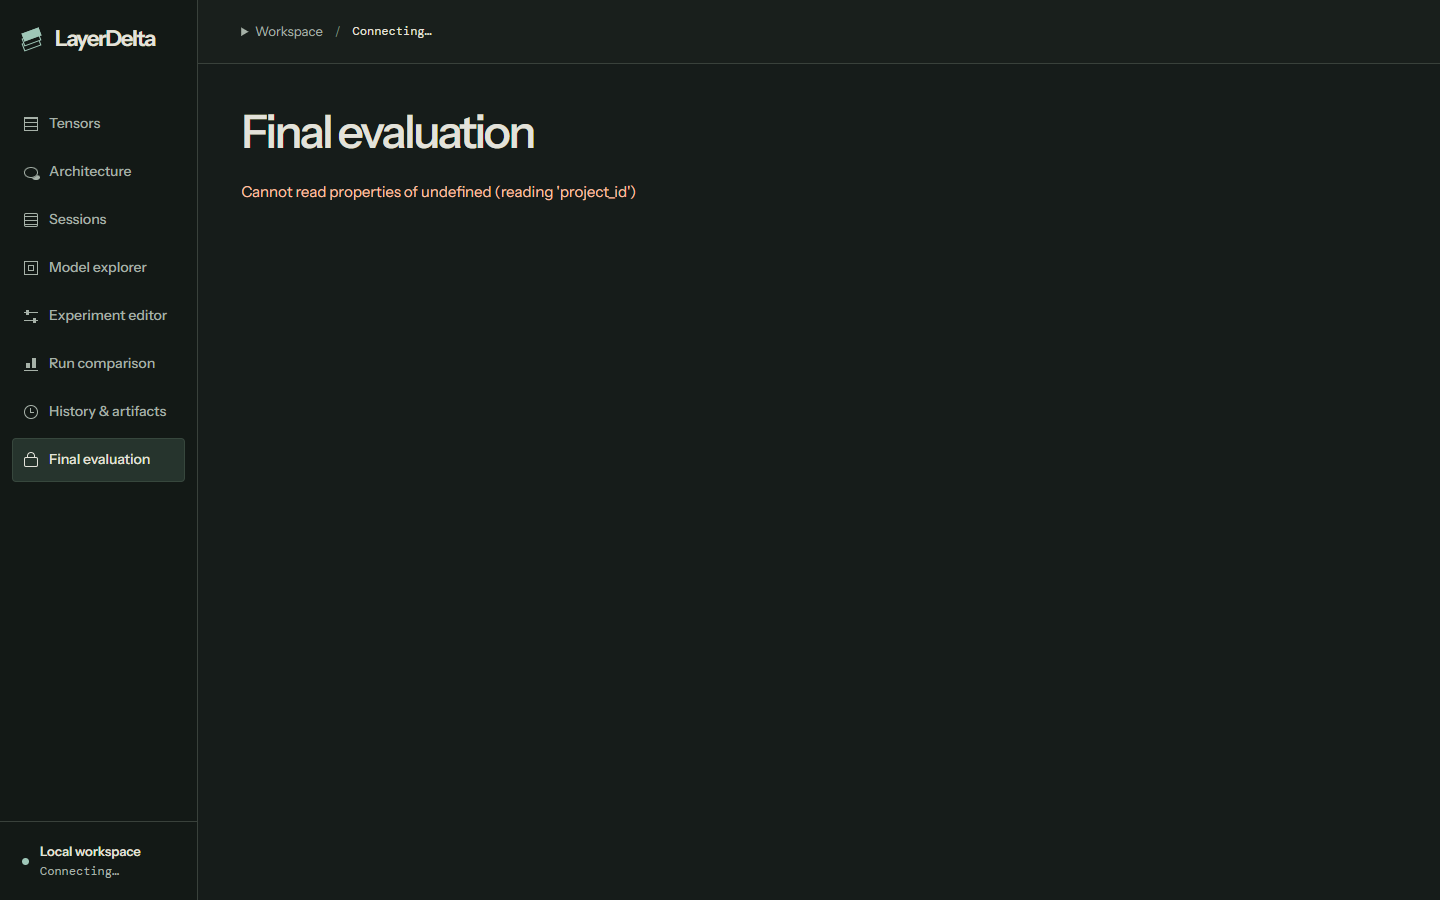 LayerDelta
Workspace / Connecting…
Tensors
Architecture
Sessions
Model explorer
Experiment editor
Run comparison
History & artifacts
Final evaluation
Final evaluation
Cannot read properties of undefined (reading 'project_id')
Local workspace
Connecting…